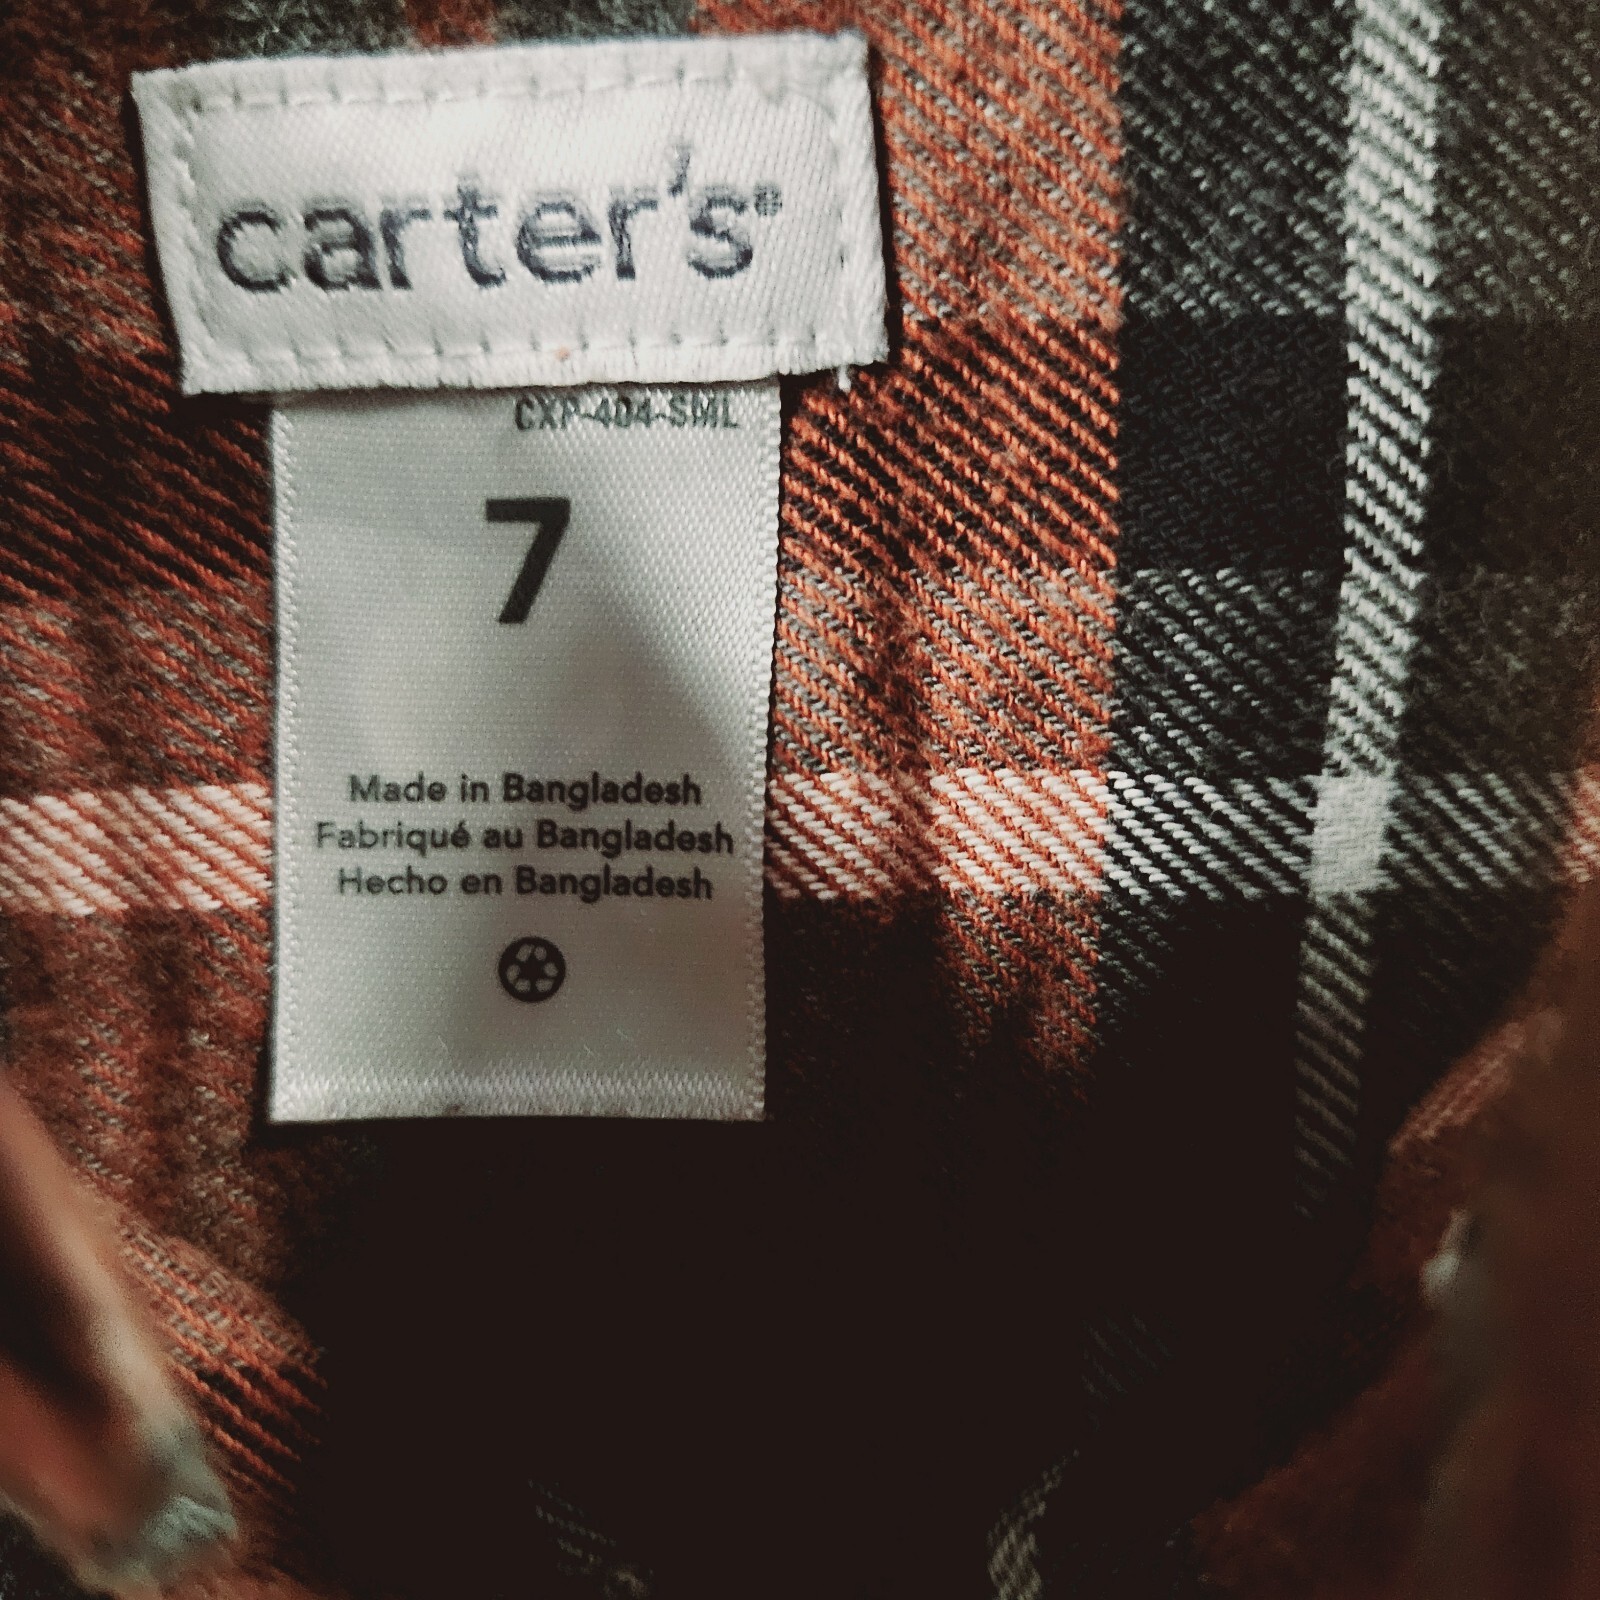 carter's®
CXP-404-SML
7
Made in Bangladesh
Fabriqué au Bangladesh
Hecho en Bangladesh